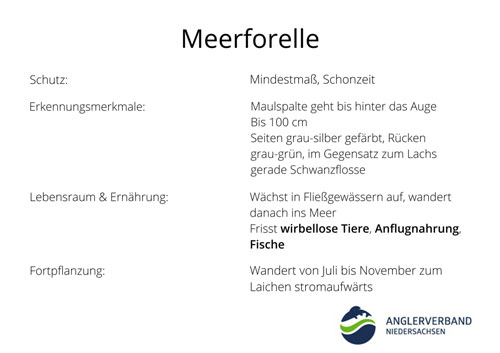 Meerforelle
Schutz: Mindestmaß, Schonzeit
Erkennungsmerkmale: Maulspalte geht bis hinter das Auge
Bis 100 cm
Seiten grau-silber gefärbt, Rücken
grau-grün, im Gegensatz zum Lachs
gerade Schwanzflosse
Lebensraum & Ernährung: Wächst in Fließgewässern auf, wandert
danach ins Meer
Frisst wirbellose Tiere, Anflugnahrung,
Fische
Fortpflanzung: Wandert von Juli bis November zum
Laichen stromaufwärts
ANGLERVERBAND
NIEDERSACHSEN